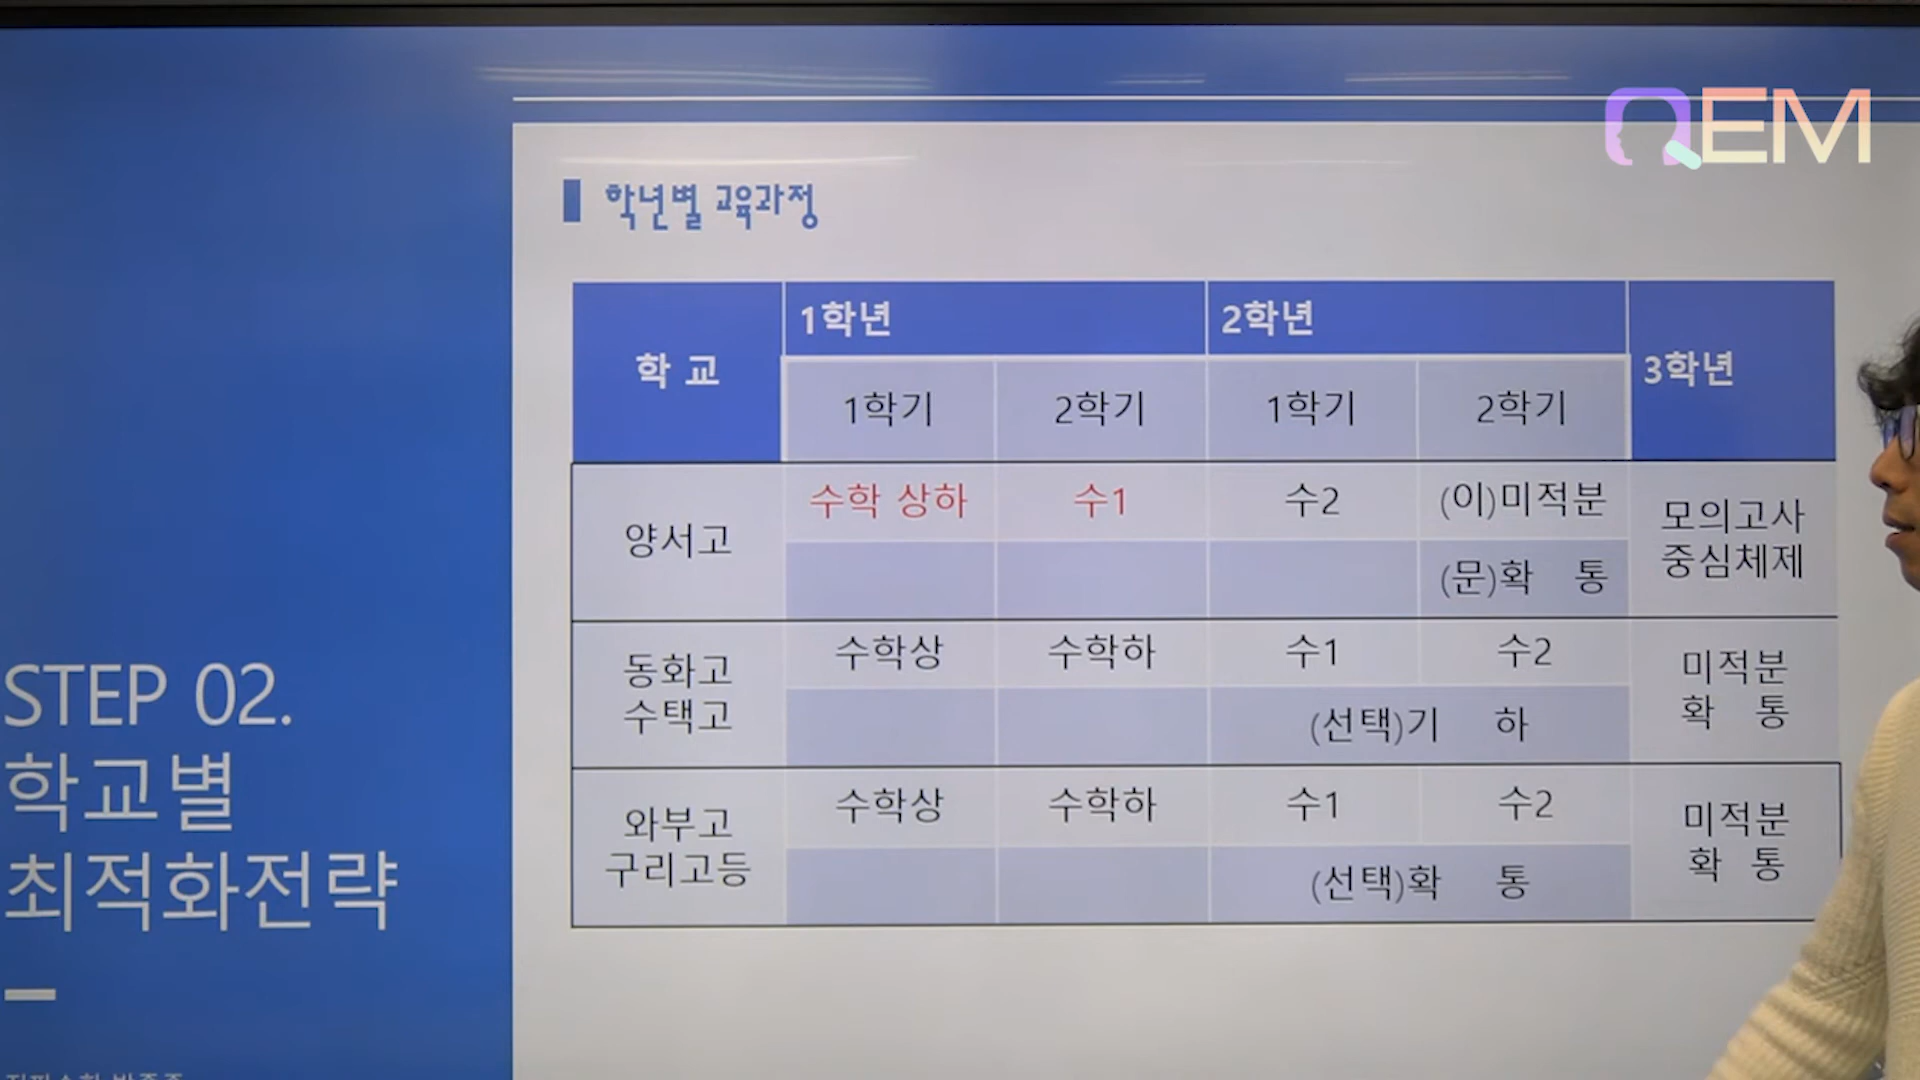 QEM
학년별 교육과정
학 교
1학년
2학년
3학년
1학기
2학기
1학기
2학기
양서고
수학 상하
수1
수2
(이)미적분
(문)확 통
모의고사
중심체제
동화고
수택고
수학상
수학하
수1
수2
(선택)기 하
미적분
확 통
와부고
구리고등
수학상
수학하
수1
수2
(선택)확 통
미적분
확 통
STEP 02.
학교별
최적화전략